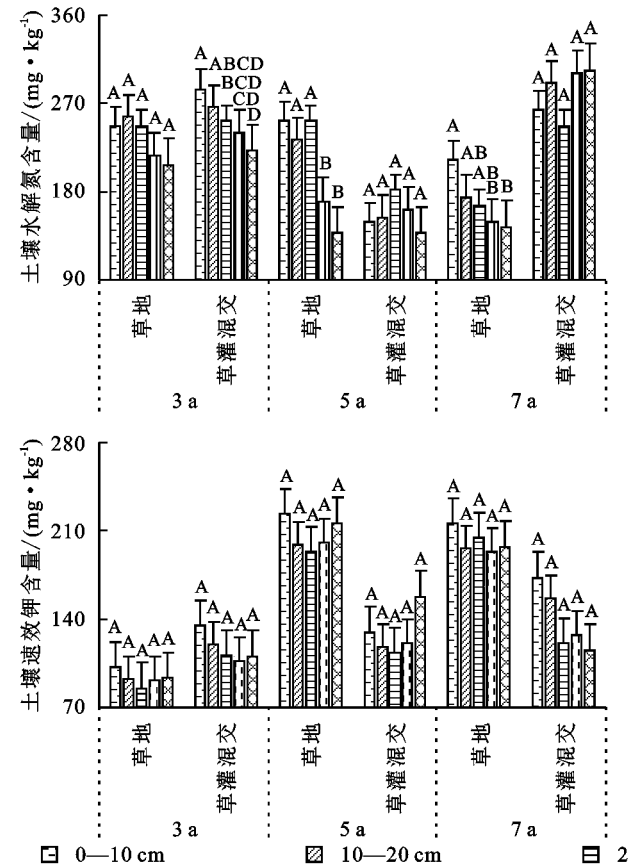 土壤水解氮含量/(mg·kg⁻¹)
360
270
180
90
A A A A A
A ABCD BCD CD D
A A A B B
A A A A A
A AB AB B B
A A A A A
草地 草灌混交 草地 草灌混交 草地 草灌混交
3 a 5 a 7 a
土壤速效钾含量/(mg·kg⁻¹)
280
210
140
70
A A A A A
A A A A A
A A A A A
A A A A A
A A A A A
A A A A A
草地 草灌混交 草地 草灌混交 草地 草灌混交
3 a 5 a 7 a
0—10 cm 10—20 cm 2